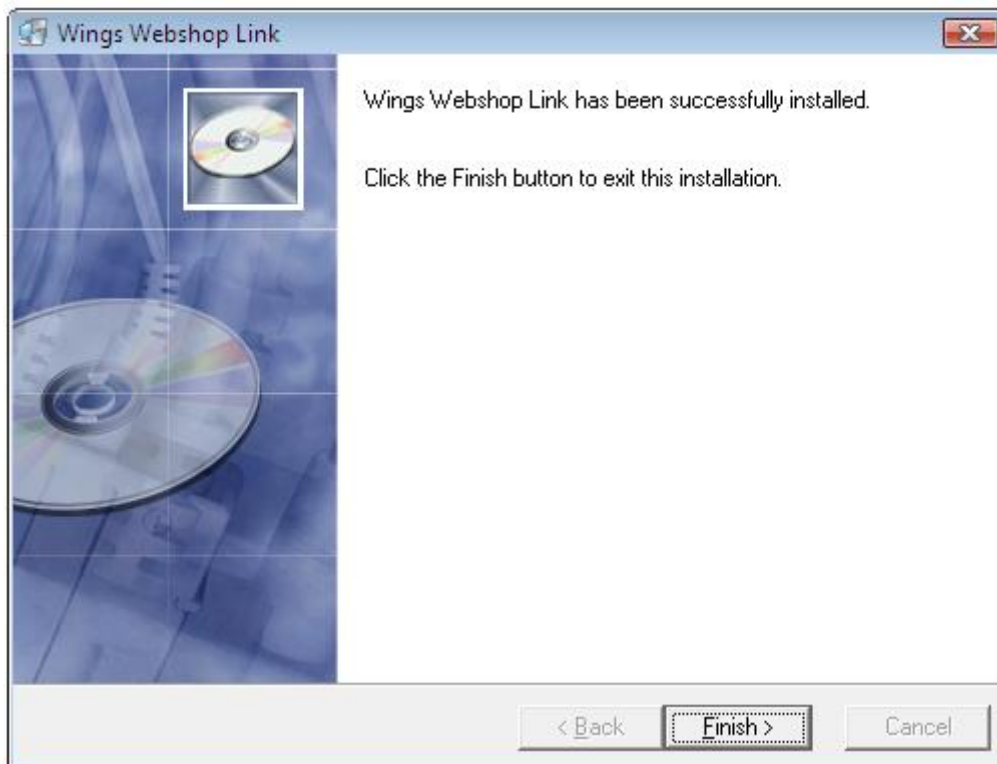 Wings Webshop Link
Wings Webshop Link has been successfully installed.
Click the Finish button to exit this installation.
< Back
Finish >
Cancel